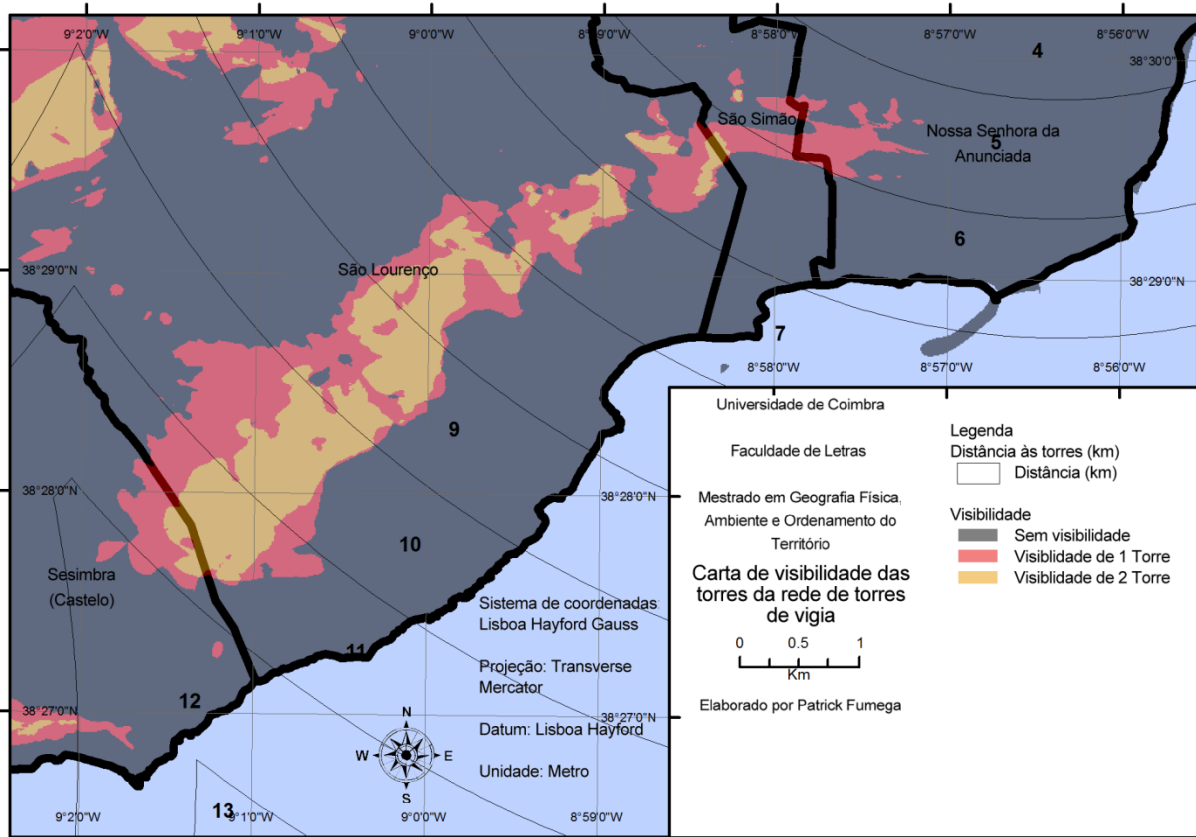 9°2'0"W 9°1'0"W 9°0'0"W 8°59'0"W 8°58'0"W 8°57'0"W 8°56'0"W
4
38°30'0"N
São Simão
Nossa Senhora da
5
Anunciada
6
São Lourenço
38°29'0"N
38°29'0"N
7
8°58'0"W 8°57'0"W 8°56'0"W
9
38°28'0"N
38°28'0"N
10
Sesimbra
(Castelo)
11
12
38°27'0"N
38°27'0"N
13
9°2'0"W 9°1'0"W 9°0'0"W 8°59'0"W
Sistema de coordenadas
Lisboa Hayford Gauss
Projeção: Transverse
Mercator
Datum: Lisboa Hayford
Unidade: Metro
N
W E
S
Universidade de Coimbra
Faculdade de Letras
Mestrado em Geografia Física,
Ambiente e Ordenamento do
Território
Carta de visibilidade das
torres da rede de torres
de vigia
0 0.5 1
Km
Elaborado por Patrick Fumega
Legenda
Distância às torres (km)
Distância (km)
Visibilidade
Sem visibilidade
Visiblidade de 1 Torre
Visiblidade de 2 Torre